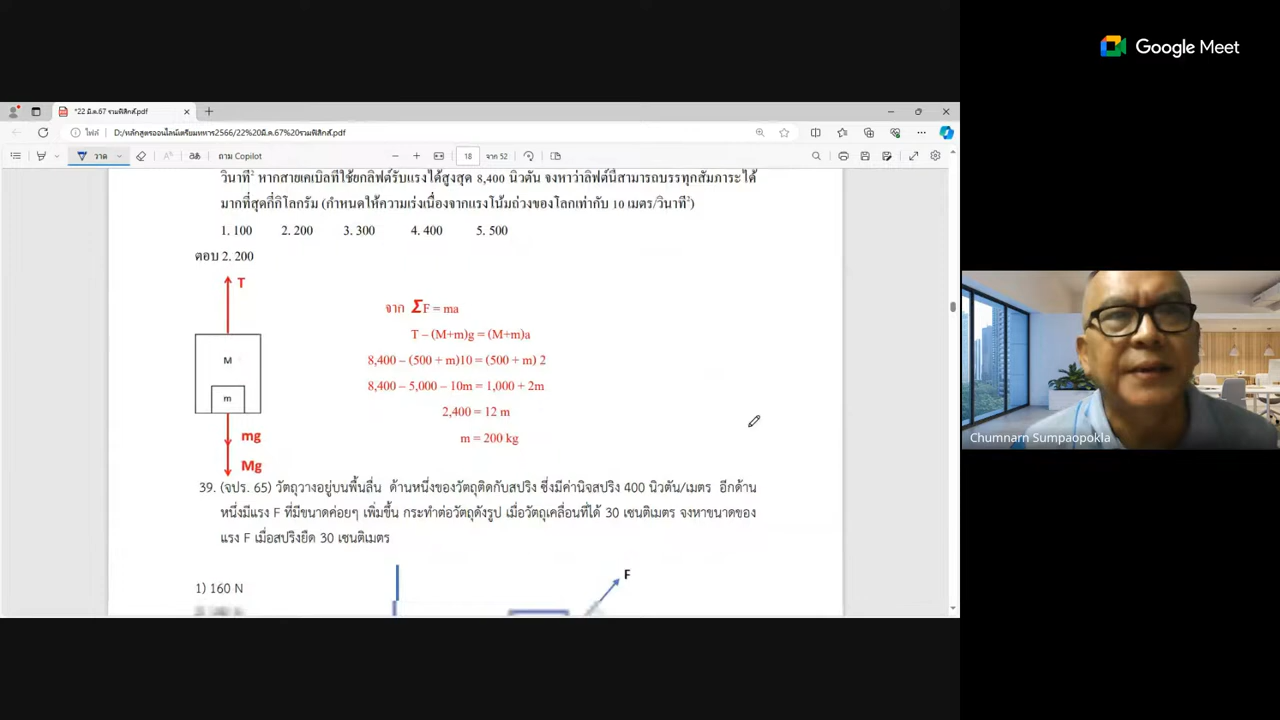 Google Meet
*22 มี.ค.67 รวมฟิสิกส์.pdf
ไฟล์ D:/หลักสูตรออนไลน์เตรียมทหาร2566/22%20มี.ค.67%20รวมฟิสิกส์.pdf
วาด ถาม Copilot 18 จาก 52
วินาที² หากสายเคเบิลที่ใช้ยกลิฟต์รับแรงได้สูงสุด 8,400 นิวตัน จงหาว่าลิฟต์นี้สามารถบรรทุกสัมภาระได้
มากที่สุดกี่กิโลกรัม (กำหนดให้ความเร่งเนื่องจากแรงโน้มถ่วงของโลกเท่ากับ 10 เมตร/วินาที²)
1. 100 2. 200 3. 300 4. 400 5. 500
ตอบ 2. 200
T
จาก ΣF = ma
T – (M+m)g = (M+m)a
M
8,400 – (500 + m)10 = (500 + m) 2
8,400 – 5,000 – 10m = 1,000 + 2m
m
2,400 = 12 m
mg
m = 200 kg
Mg
Chumnarn Sumpaopokla
39. (จปร. 65) วัตถุวางอยู่บนพื้นลื่น ด้านหนึ่งของวัตถุติดกับสปริง ซึ่งมีค่านิจสปริง 400 นิวตัน/เมตร อีกด้าน
หนึ่งมีแรง F ที่มีขนาดค่อยๆ เพิ่มขึ้น กระทำต่อวัตถุดังรูป เมื่อวัตถุเคลื่อนที่ได้ 30 เซนติเมตร จงหาขนาดของ
แรง F เมื่อสปริงยืด 30 เซนติเมตร
F
1) 160 N